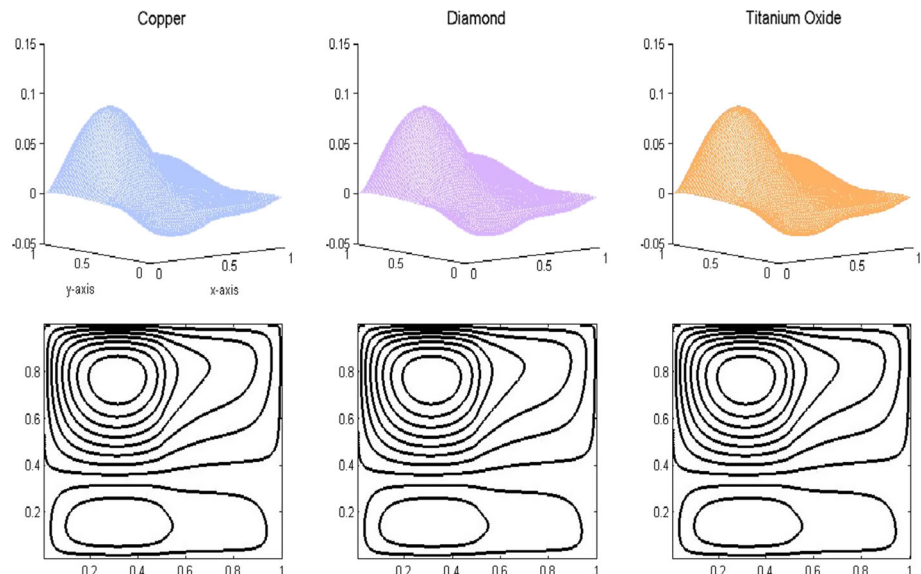 Copper Diamond Titanium Oxide
0.15 0.15 0.15
0.1 0.1 0.1
0.05 0.05 0.05
0 0 0
-0.05 -0.05 -0.05
1 0.5 0 0 0.5 1
1 0.5 0 0 0.5 1
1 0.5 0 0 0.5 1
y-axis x-axis
0.8 0.8 0.8
0.6 0.6 0.6
0.4 0.4 0.4
0.2 0.2 0.2
0.2 0.4 0.6 0.8 1
0.2 0.4 0.6 0.8 1
0.2 0.4 0.6 0.8 1